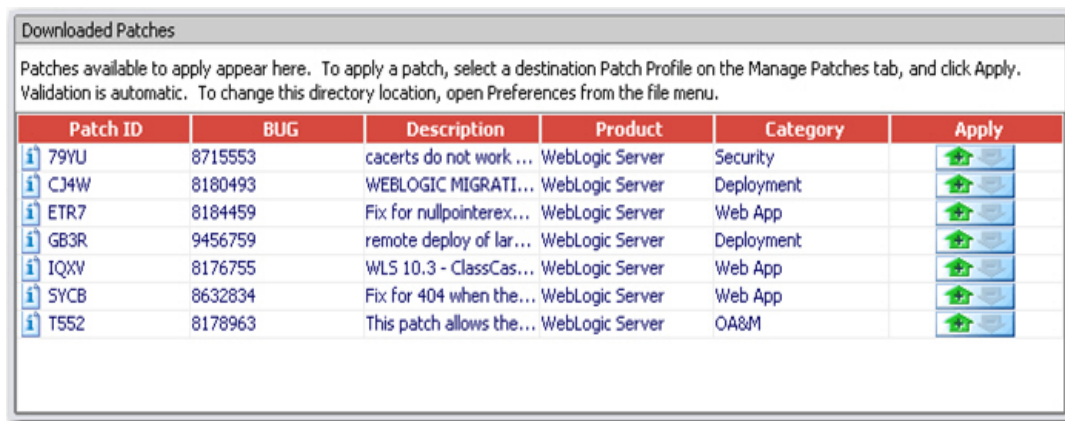 Downloaded Patches
Patches available to apply appear here. To apply a patch, select a destination Patch Profile on the Manage Patches tab, and click Apply.
Validation is automatic. To change this directory location, open Preferences from the file menu.
Patch ID BUG Description Product Category Apply
79YU 8715553 cacerts do not work ... WebLogic Server Security
CJ4W 8180493 WEBLOGIC MIGRATI... WebLogic Server Deployment
ETR7 8184459 Fix for nullpointerex... WebLogic Server Web App
GB3R 9456759 remote deploy of lar... WebLogic Server Deployment
IQXV 8176755 WLS 10.3 - ClassCas... WebLogic Server Web App
SYCB 8632834 Fix for 404 when the... WebLogic Server Web App
T552 8178963 This patch allows the... WebLogic Server OA&M